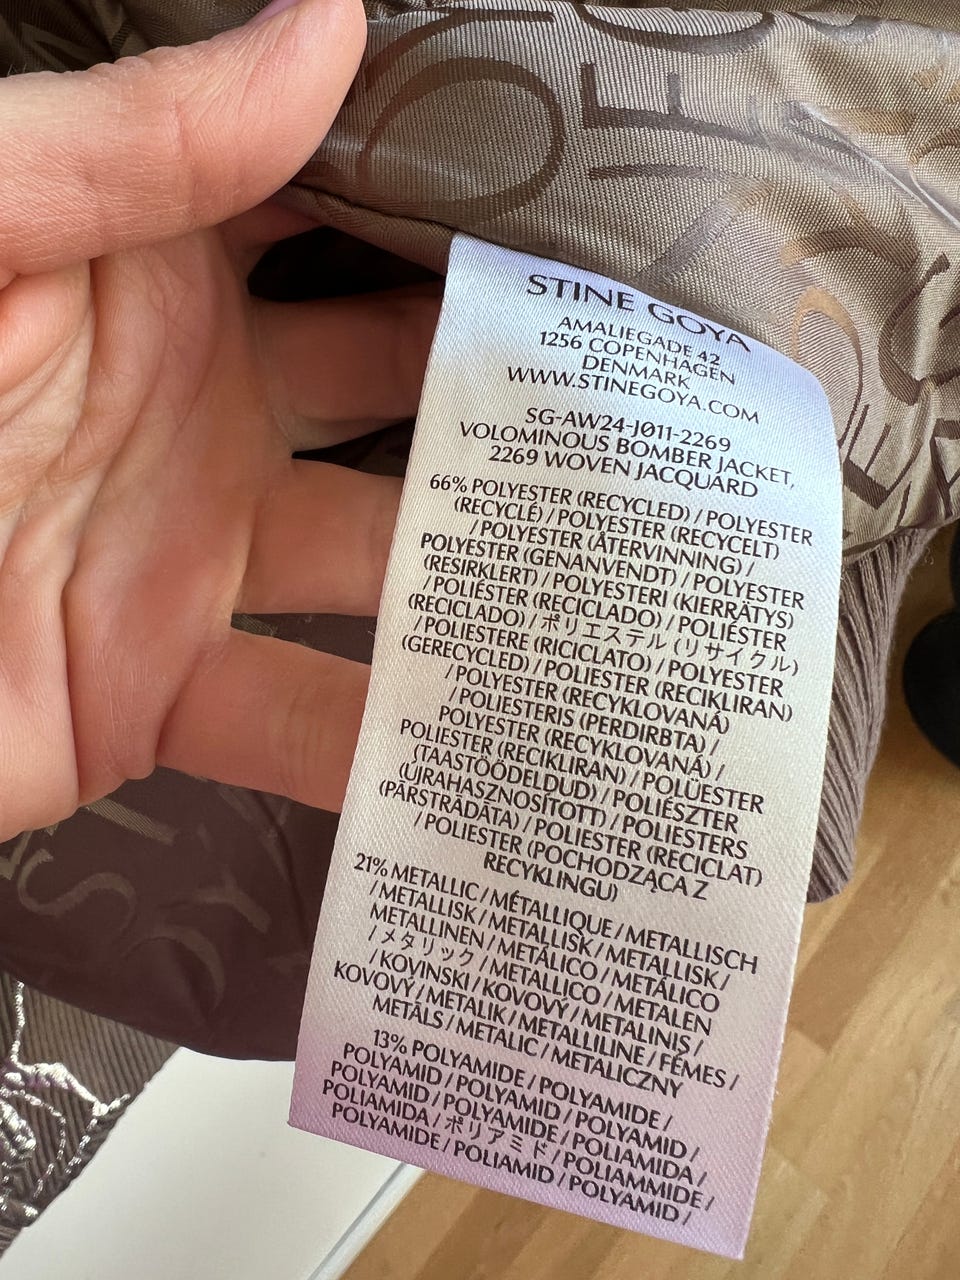 STINE GOYA
AMALIEGADE 42
1256 COPENHAGEN
DENMARK
WWW.STINEGOYA.COM
SG-AW24-J011-2269
VOLOMINOUS BOMBER JACKET,
2269 WOVEN JACQUARD
66% POLYESTER (RECYCLED) / POLYESTER
(RECYCLÉ) / POLYESTER (RECYCELT)
/ POLYESTER (ÅTERVINNING) /
POLYESTER (GENANVENDT) / POLYESTER
(RESIRKLERT) / POLYESTERI (KIERRÄTYS)
/ POLIÉSTER (RECICLADO) / POLIÉSTER
(RECICLADO) / ポリエステル (リサイクル)
/ POLIESTERE (RICICLATO) / POLYESTER
(GERECYCLED) / POLIESTER (RECIKLIRAN)
/ POLYESTER (RECYKLOVANÁ)
/ POLIESTERIS (PERDIRBTA) /
POLYESTER (RECYKLOVANÁ) /
POLIESTER (RECIKLIRAN) / POLÜESTER
(TAASTÖÖDELDUD) / POLIÉSZTER
(ÚJRAHASZNOSÍTOTT) / POLIESTERS
(PĀRSTRĀDĀTA) / POLIESTER (RECICLAT)
/ POLIESTER (POCHODZĄCA Z
RECYKLINGU)
21% METALLIC / MÉTALLIQUE / METALLISCH
/ METALLISK / METALLISK / METALLISK /
METALLINEN / METÁLICO / METÁLICO
/ メタリック / METALLICO / METALEN
/ KOVINSKI / KOVOVÝ / METALINIS /
KOVOVÝ / METALIK / METALLILINE / FÉMES /
METĀLS / METALIC / METALICZNY
13% POLYAMIDE / POLYAMIDE /
POLYAMID / POLYAMID / POLYAMID /
POLYAMID / POLYAMIDE / POLIAMIDA /
POLIAMIDA / ポリアミド / POLIAMMIDE /
POLYAMIDE / POLIAMID / POLYAMID /